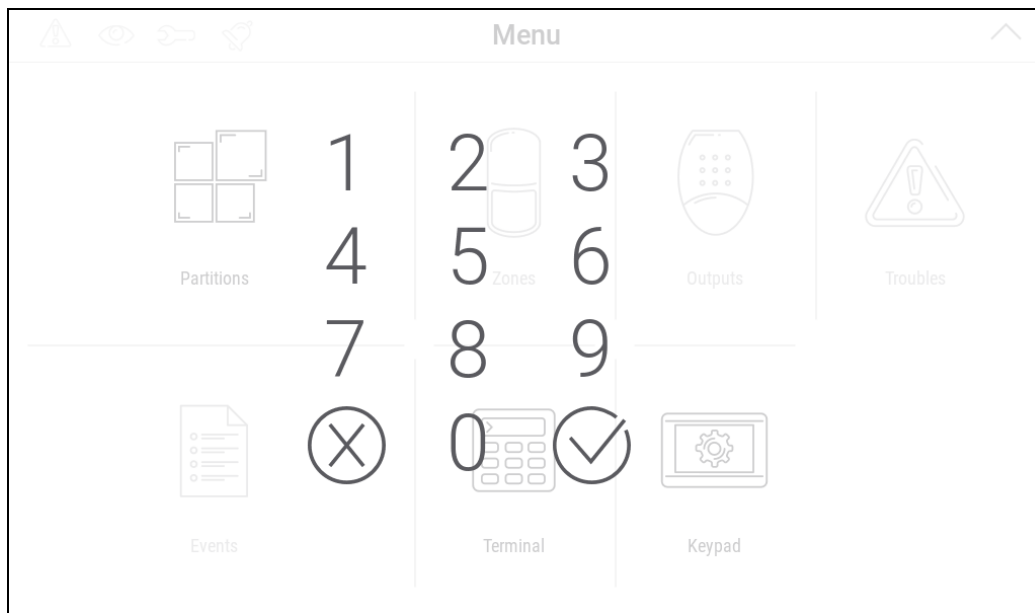 Menu
1 2 3
Partitions 4 5 6 Zones Outputs Troubles
7 8 9
0
Events Terminal Keypad